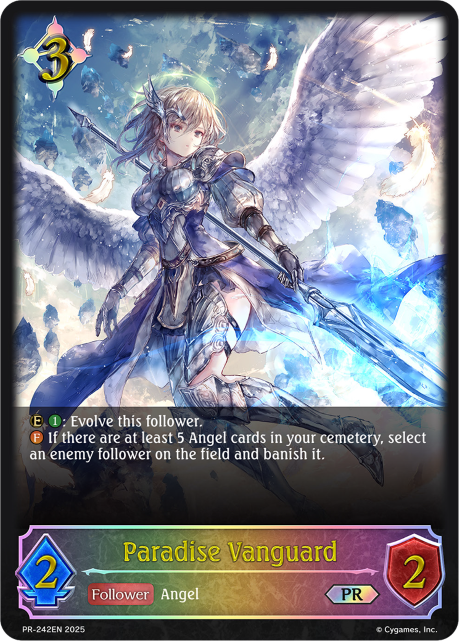 3
E 1: Evolve this follower.
F If there are at least 5 Angel cards in your cemetery, select
an enemy follower on the field and banish it.
Paradise Vanguard
2
Follower Angel
PR
2
PR-242EN 2025
© Cygames, Inc.